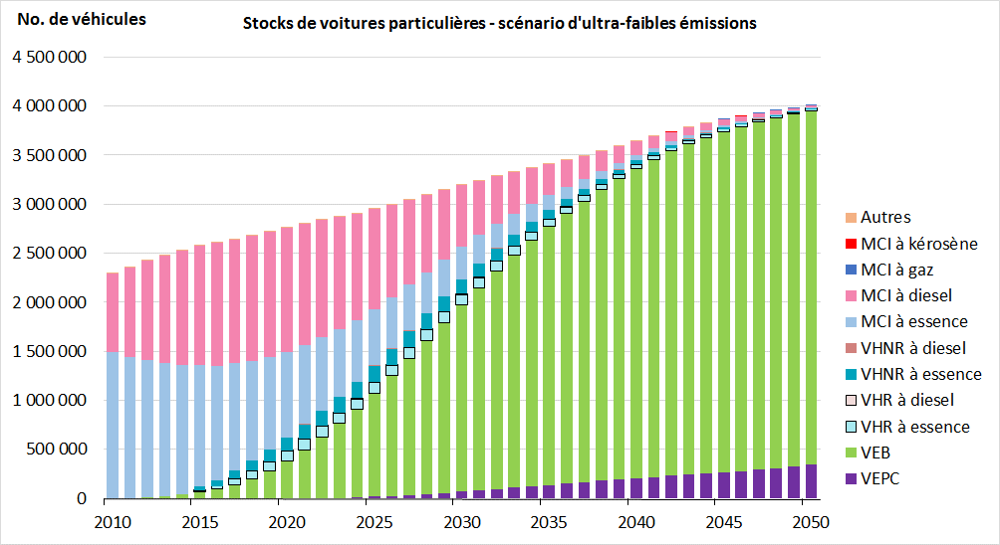 No. de véhicules
Stocks de voitures particulières - scénario d'ultra-faibles émissions
4 500 000
4 000 000
3 500 000
3 000 000
2 500 000
2 000 000
1 500 000
1 000 000
500 000
0
2010 2015 2020 2025 2030 2035 2040 2045 2050
Autres
MCI à kérosène
MCI à gaz
MCI à diesel
MCI à essence
VHNR à diesel
VHNR à essence
VHR à diesel
VHR à essence
VEB
VEPC